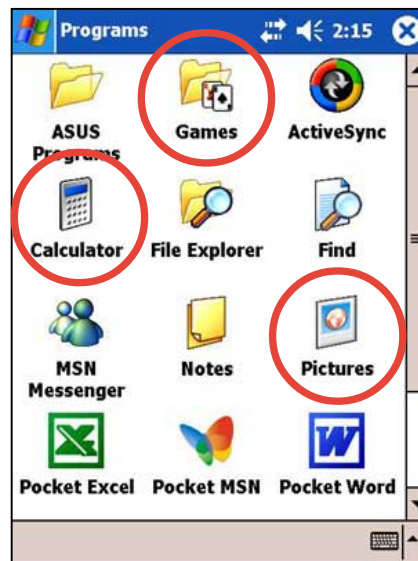 Programs 2:15
ASUS Programs Games ActiveSync
Calculator File Explorer Find
MSN Messenger Notes Pictures
Pocket Excel Pocket MSN Pocket Word